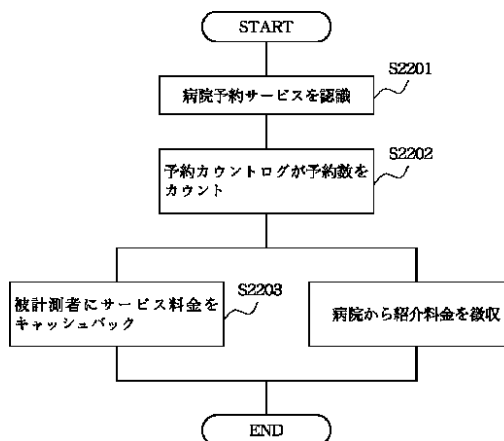 START
S2201
病院予約サービスを認識
S2202
予約カウントログが予約数を
カウント
被計測者にサービス料金を
キャッシュバック
S2203
病院から紹介料金を徴収
END